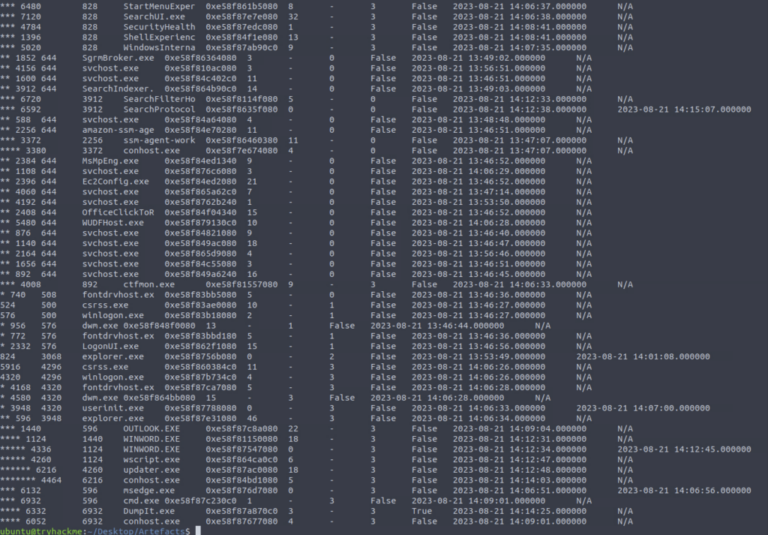 *** 6480 828 StartMenuExper 0xe58f861b5080 8 - 3 False 2023-08-21 14:06:37.000000 N/A
*** 7120 828 SearchUI.exe 0xe58f87e7e080 32 - 3 False 2023-08-21 14:06:38.000000 N/A
*** 4784 828 SecurityHealth 0xe58f87edc080 1 - 3 False 2023-08-21 14:08:41.000000 N/A
*** 1396 828 ShellExperienc 0xe58f84f1e080 13 - 3 False 2023-08-21 14:08:41.000000 N/A
*** 5020 828 WindowsInterna 0xe58f87ab90c0 9 - 3 False 2023-08-21 14:07:35.000000 N/A
** 1852 644 SgrmBroker.exe 0xe58f86364080 3 - 0 False 2023-08-21 13:49:02.000000 N/A
** 4156 644 svchost.exe 0xe58f810ac080 3 - 0 False 2023-08-21 13:56:51.000000 N/A
** 1600 644 svchost.exe 0xe58f84c402c0 11 - 0 False 2023-08-21 13:46:51.000000 N/A
** 3912 644 SearchIndexer. 0xe58f864b90c0 14 - 0 False 2023-08-21 13:49:03.000000 N/A
*** 6720 3912 SearchFilterHo 0xe58f8114f080 5 - 0 False 2023-08-21 14:12:33.000000 N/A
*** 6592 3912 SearchProtocol 0xe58f8635f080 0 - 0 False 2023-08-21 14:12:38.000000 2023-08-21 14:15:07.000000
** 588 644 svchost.exe 0xe58f84a64080 4 - 0 False 2023-08-21 13:48:48.000000 N/A
** 2256 644 amazon-ssm-age 0xe58f84e70280 11 - 0 False 2023-08-21 13:46:51.000000 N/A
*** 3372 2256 ssm-agent-work 0xe58f86460380 11 - 0 False 2023-08-21 13:47:07.000000 N/A
**** 3380 3372 conhost.exe 0xe58f7e674080 4 - 0 False 2023-08-21 13:47:07.000000 N/A
** 2384 644 MsMpEng.exe 0xe58f84ed1340 9 - 0 False 2023-08-21 13:46:52.000000 N/A
** 1108 644 svchost.exe 0xe58f876c6080 3 - 0 False 2023-08-21 14:06:29.000000 N/A
** 2396 644 Ec2Config.exe 0xe58f84ed2080 21 - 0 False 2023-08-21 13:46:52.000000 N/A
** 4060 644 svchost.exe 0xe58f865a62c0 7 - 0 False 2023-08-21 13:47:14.000000 N/A
** 4192 644 svchost.exe 0xe58f8762b240 1 - 0 False 2023-08-21 13:53:50.000000 N/A
** 2408 644 OfficeClickToR 0xe58f84f04340 15 - 0 False 2023-08-21 13:46:52.000000 N/A
** 5480 644 WUDFHost.exe 0xe58f879130c0 10 - 0 False 2023-08-21 14:06:28.000000 N/A
** 876 644 svchost.exe 0xe58f84821080 9 - 0 False 2023-08-21 13:46:40.000000 N/A
** 1140 644 svchost.exe 0xe58f849ac080 18 - 0 False 2023-08-21 13:46:47.000000 N/A
** 2164 644 svchost.exe 0xe58f865d9080 4 - 0 False 2023-08-21 13:56:46.000000 N/A
** 1656 644 svchost.exe 0xe58f84c55080 3 - 0 False 2023-08-21 13:46:51.000000 N/A
** 892 644 svchost.exe 0xe58f849a6240 16 - 0 False 2023-08-21 13:46:45.000000 N/A
*** 4008 892 ctfmon.exe 0xe58f81557080 9 - 3 False 2023-08-21 14:06:33.000000 N/A
* 740 508 fontdrvhost.ex 0xe58f83bb5080 5 - 0 False 2023-08-21 13:46:36.000000 N/A
524 500 csrss.exe 0xe58f83ae0080 10 - 1 False 2023-08-21 13:46:27.000000 N/A
576 500 winlogon.exe 0xe58f83b18080 2 - 1 False 2023-08-21 13:46:27.000000 N/A
* 956 576 dwm.exe 0xe58f848f0080 13 - 1 False 2023-08-21 13:46:44.000000 N/A
* 772 576 fontdrvhost.ex 0xe58f83bbd180 5 - 1 False 2023-08-21 13:46:36.000000 N/A
* 2332 576 LogonUI.exe 0xe58f862f1080 15 - 1 False 2023-08-21 13:46:56.000000 N/A
824 3068 explorer.exe 0xe58f8756b080 0 - 2 False 2023-08-21 13:53:49.000000 2023-08-21 14:01:08.000000
5916 4296 csrss.exe 0xe58f860384c0 11 - 3 False 2023-08-21 14:06:26.000000 N/A
4320 4296 winlogon.exe 0xe58f87b734c0 4 - 3 False 2023-08-21 14:06:26.000000 N/A
* 4168 4320 fontdrvhost.ex 0xe58f87ca7080 5 - 3 False 2023-08-21 14:06:28.000000 N/A
* 4580 4320 dwm.exe 0xe58f864bb080 15 - 3 False 2023-08-21 14:06:28.000000 N/A
* 3948 4320 userinit.exe 0xe58f87788080 0 - 3 False 2023-08-21 14:06:33.000000 2023-08-21 14:07:00.000000
** 596 3948 explorer.exe 0xe58f87e31080 46 - 3 False 2023-08-21 14:06:34.000000 N/A
*** 1440 596 OUTLOOK.EXE 0xe58f87c8a080 22 - 3 False 2023-08-21 14:09:04.000000 N/A
**** 1124 1440 WINWORD.EXE 0xe58f81150080 18 - 3 False 2023-08-21 14:12:31.000000 N/A
***** 4336 1124 WINWORD.EXE 0xe58f87547080 0 - 3 False 2023-08-21 14:12:34.000000 2023-08-21 14:12:45.000000
***** 4260 1124 wscript.exe 0xe58f864ca0c0 6 - 3 False 2023-08-21 14:12:47.000000 N/A
****** 6216 4260 updater.exe 0xe58f87ac0080 18 - 3 False 2023-08-21 14:12:48.000000 N/A
******* 4464 6216 conhost.exe 0xe58f84bd1080 5 - 3 False 2023-08-21 14:14:03.000000 N/A
*** 6132 596 msedge.exe 0xe58f876d7080 0 - 3 False 2023-08-21 14:06:51.000000 2023-08-21 14:06:56.000000
*** 6932 596 cmd.exe 0xe58f87c230c0 1 - 3 False 2023-08-21 14:09:01.000000 N/A
**** 6332 6932 DumpIt.exe 0xe58f87a870c0 3 - 3 True 2023-08-21 14:14:25.000000 N/A
**** 6052 6932 conhost.exe 0xe58f87677080 4 - 3 False 2023-08-21 14:09:01.000000 N/A
ubuntu@tryhackme:~/Desktop/Artefacts$